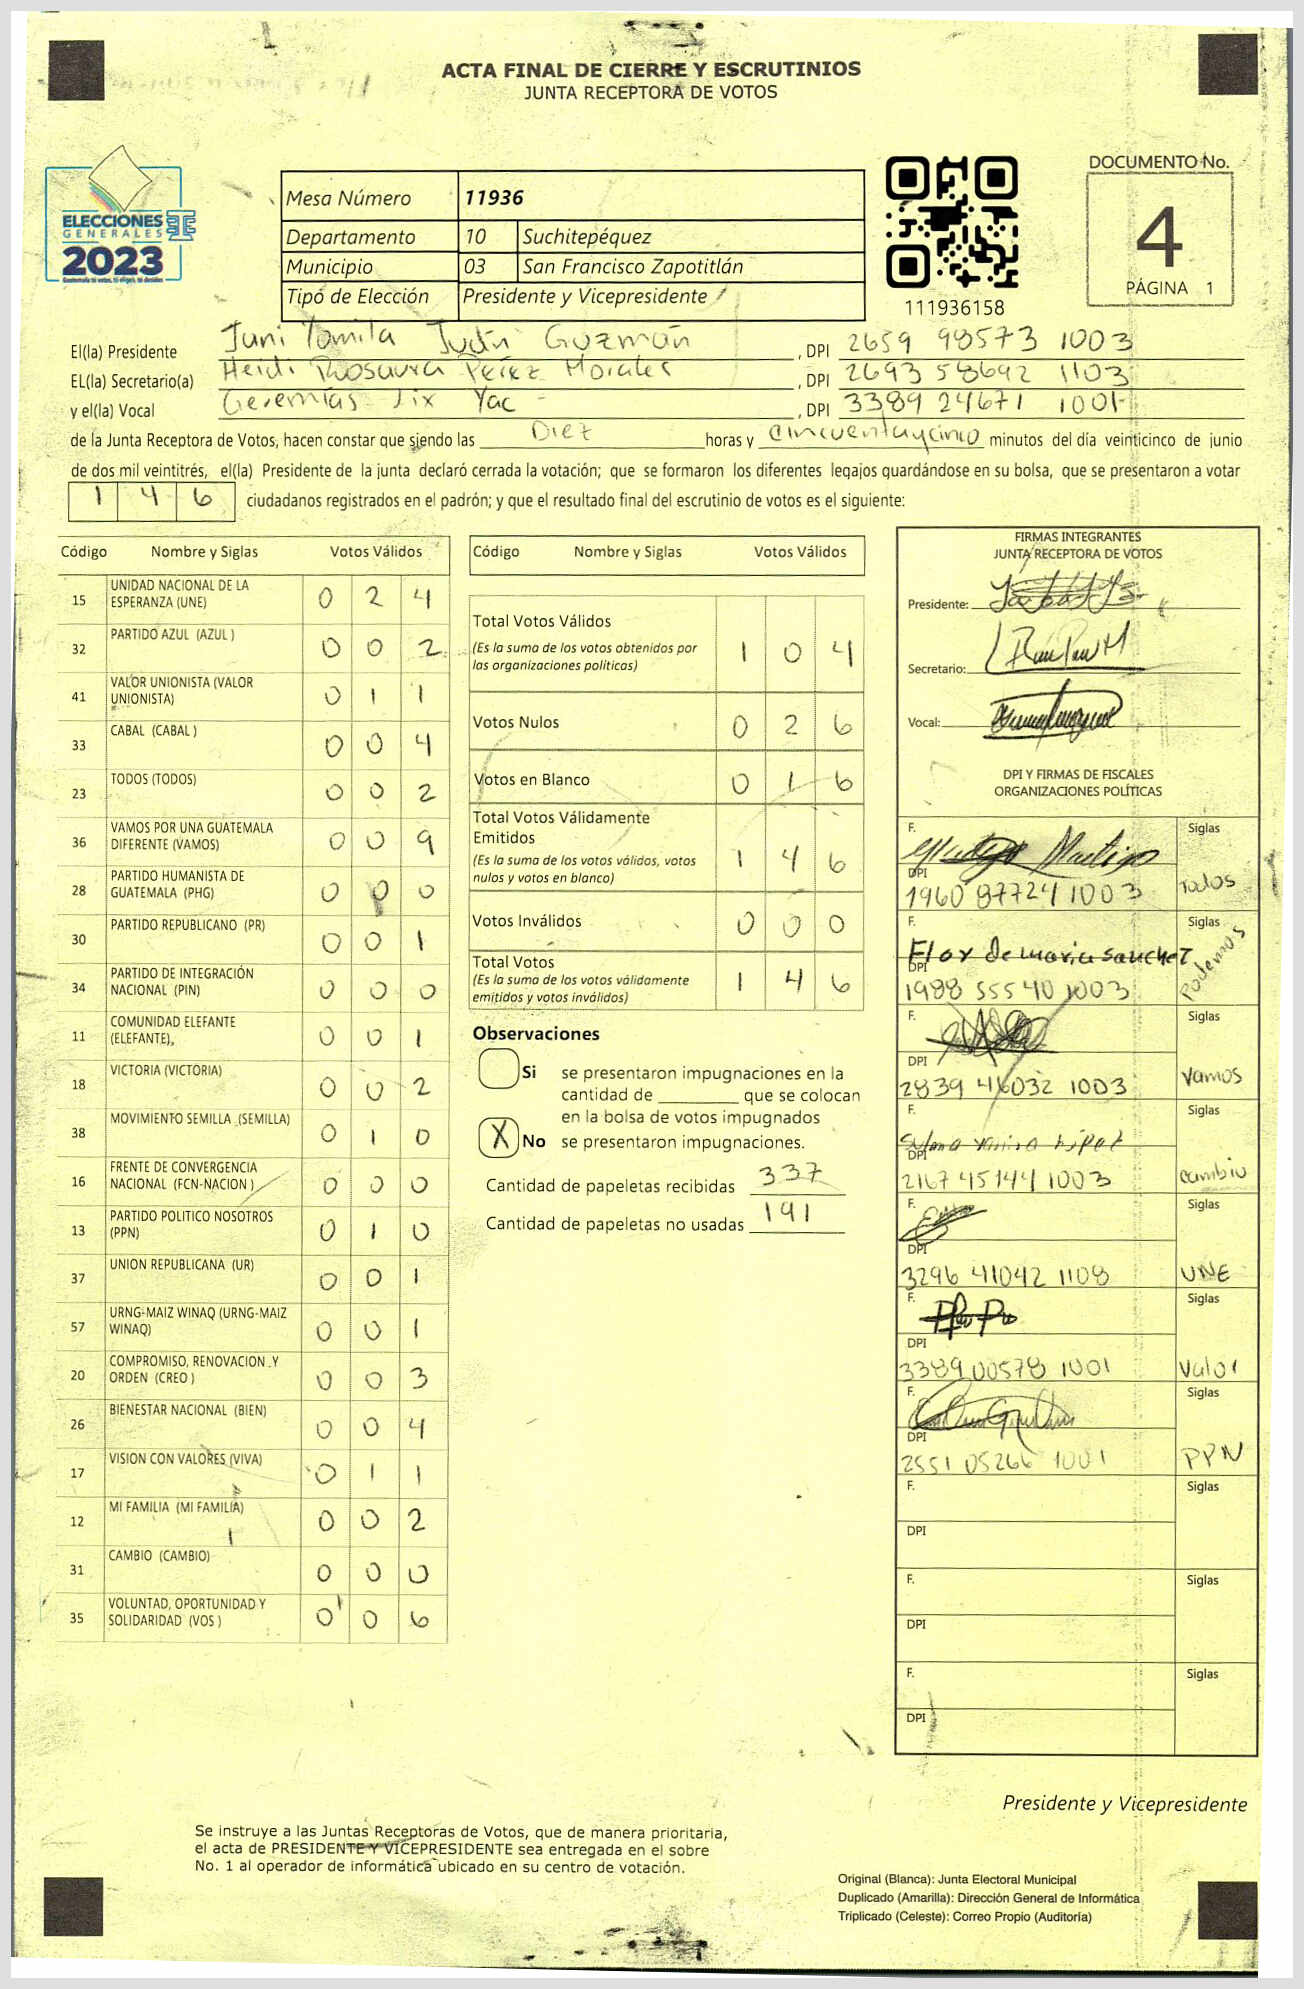 ACTA FINAL DE CIERRE Y ESCRUTINIOS
JUNTA RECEPTORA DE VOTOS
ELECCIONES
GENERALES
2023
Mesa Número 11936
Departamento 10 Suchitepéquez
Municipio 03 San Francisco Zapotitlán
Tipó de Elección Presidente y Vicepresidente
111936158
DOCUMENTO No.
4
PÁGINA 1
El(la) Presidente Guzmán , DPI 2659 98573 1003
EL(la) Secretario(a) Heidi Rosaura Pérez Morales , DPI 2693 58692 1103
y el(la) Vocal Geremías Tix Yac , DPI 3389 24671 1001
de la Junta Receptora de Votos, hacen constar que siendo las Diez horas y cincuentaycinco minutos del día veinticinco de junio
de dos mil veintitrés, el(la) Presidente de la junta declaró cerrada la votación; que se formaron los diferentes legajos guardándose en su bolsa, que se presentaron a votar
1 4 6 ciudadanos registrados en el padrón; y que el resultado final del escrutinio de votos es el siguiente:
Código Nombre y Siglas Votos Válidos
15 UNIDAD NACIONAL DE LA ESPERANZA (UNE) 0 2 4
32 PARTIDO AZUL (AZUL ) 0 0 2
41 VALOR UNIONISTA (VALOR UNIONISTA) 0 1 1
33 CABAL (CABAL ) 0 0 4
23 TODOS (TODOS) 0 0 2
36 VAMOS POR UNA GUATEMALA DIFERENTE (VAMOS) 0 0 9
28 PARTIDO HUMANISTA DE GUATEMALA (PHG) 0 0 0
30 PARTIDO REPUBLICANO (PR) 0 0 1
34 PARTIDO DE INTEGRACIÓN NACIONAL (PIN) 0 0 0
11 COMUNIDAD ELEFANTE (ELEFANTE), 0 0 1
18 VICTORIA (VICTORIA) 0 0 2
38 MOVIMIENTO SEMILLA (SEMILLA) 0 1 0
16 FRENTE DE CONVERGENCIA NACIONAL (FCN-NACION ) 0 0 0
13 PARTIDO POLITICO NOSOTROS (PPN) 0 1 0
37 UNION REPUBLICANA (UR) 0 0 1
57 URNG-MAIZ WINAQ (URNG-MAIZ WINAQ) 0 0 1
20 COMPROMISO, RENOVACION Y ORDEN (CREO ) 0 0 3
26 BIENESTAR NACIONAL (BIEN) 0 0 4
17 VISION CON VALORES (VIVA) 0 1 1
12 MI FAMILIA (MI FAMILIA) 0 0 2
31 CAMBIO (CAMBIO) 0 0 0
35 VOLUNTAD, OPORTUNIDAD Y SOLIDARIDAD (VOS ) 0 0 6
Código Nombre y Siglas Votos Válidos
Total Votos Válidos 1 0 4
(Es la suma de los votos obtenidos por
las organizaciones políticas)
Votos Nulos 0 2 6
Votos en Blanco 0 1 6
Total Votos Válidamente
Emitidos 1 4 6
(Es la suma de los votos válidos, votos
nulos y votos en blanco)
Votos Inválidos 0 0 0
Total Votos 1 4 6
(Es la suma de los votos válidamente
emitidos y votos inválidos)
Observaciones
Si se presentaron impugnaciones en la
cantidad de ________ que se colocan
en la bolsa de votos impugnados
X No se presentaron impugnaciones.
Cantidad de papeletas recibidas 337
Cantidad de papeletas no usadas 191
FIRMAS INTEGRANTES
JUNTA RECEPTORA DE VOTOS
Presidente:
Secretario:
Vocal:
DPI Y FIRMAS DE FISCALES
ORGANIZACIONES POLÍTICAS
F. Siglas
DPI 1960 87724 1003 Todos
F. Flor de maria sanchez Siglas
DPI 1988 55540 1003 Podemos
F. Siglas
DPI 2839 46032 1003 Vamos
F. Siglas
DPI 2167 45144 1003 cambio
F. Siglas
DPI 3296 41042 1108 UNE
F. Siglas
DPI 3389 00578 1001 Valor
F. Siglas
DPI 2551 05266 1001 PPN
F. Siglas
DPI
F. Siglas
DPI
F. Siglas
DPI
Presidente y Vicepresidente
Se instruye a las Juntas Receptoras de Votos, que de manera prioritaria,
el acta de PRESIDENTE Y VICEPRESIDENTE sea entregada en el sobre
No. 1 al operador de informática ubicado en su centro de votación.
Original (Blanca): Junta Electoral Municipal
Duplicado (Amarilla): Dirección General de Informática
Triplicado (Celeste): Correo Propio (Auditoría)